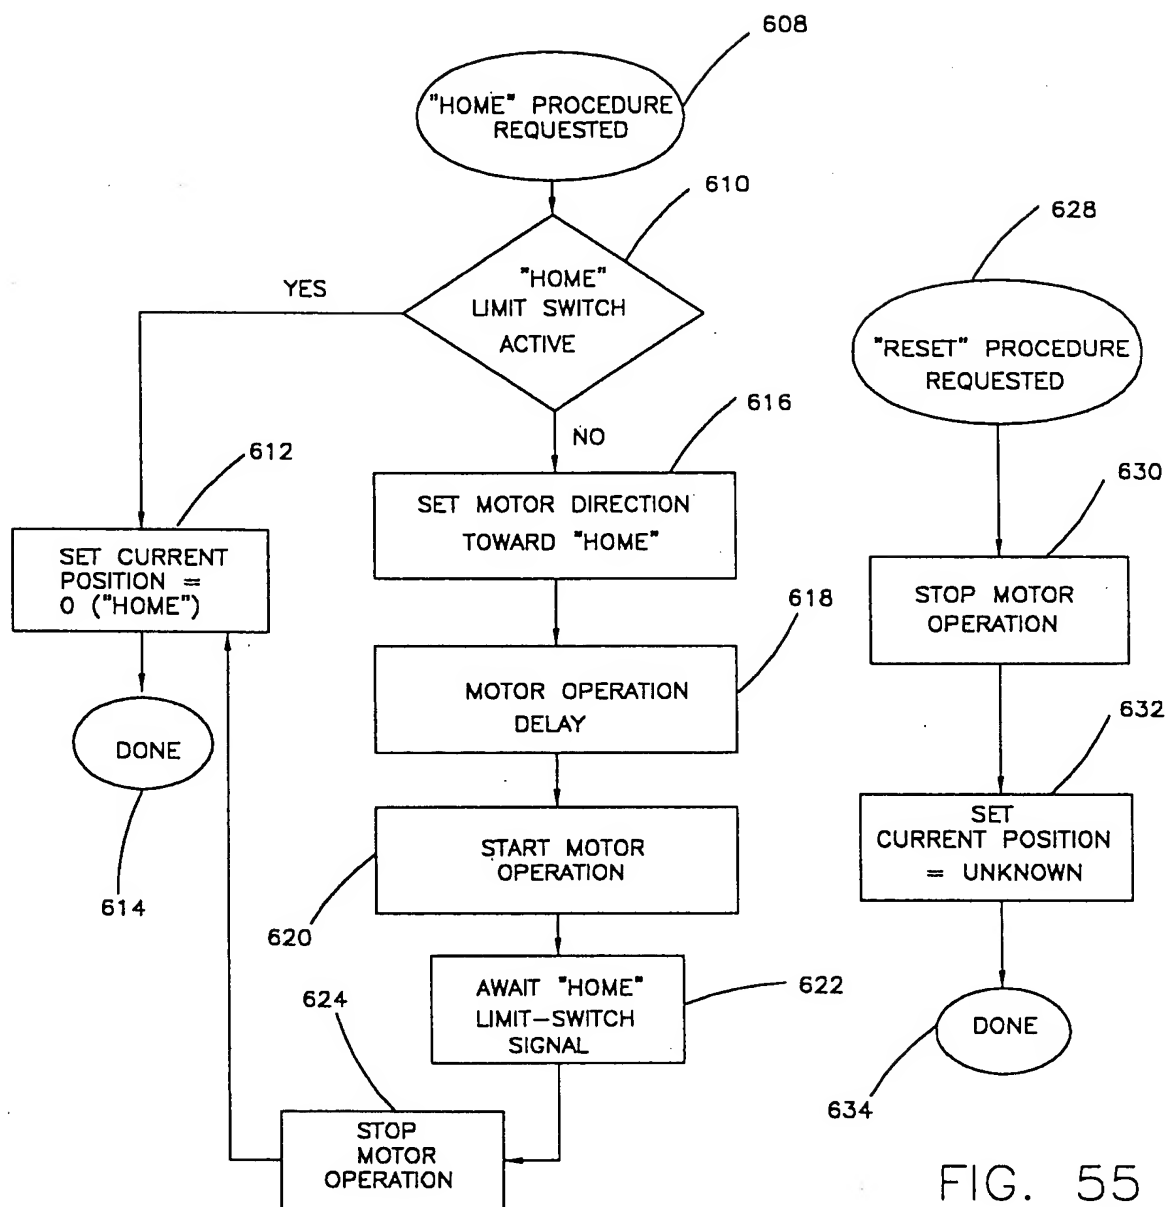 608
"HOME" PROCEDURE
REQUESTED
610
"HOME"
LIMIT SWITCH
ACTIVE
YES
NO
612
SET CURRENT
POSITION =
0 ("HOME")
DONE
614
616
SET MOTOR DIRECTION
TOWARD "HOME"
618
MOTOR OPERATION
DELAY
START MOTOR
OPERATION
620
AWAIT "HOME"
LIMIT-SWITCH
SIGNAL
622
624
STOP
MOTOR
OPERATION
628
"RESET" PROCEDURE
REQUESTED
630
STOP MOTOR
OPERATION
632
SET
CURRENT POSITION
= UNKNOWN
DONE
634
FIG. 55